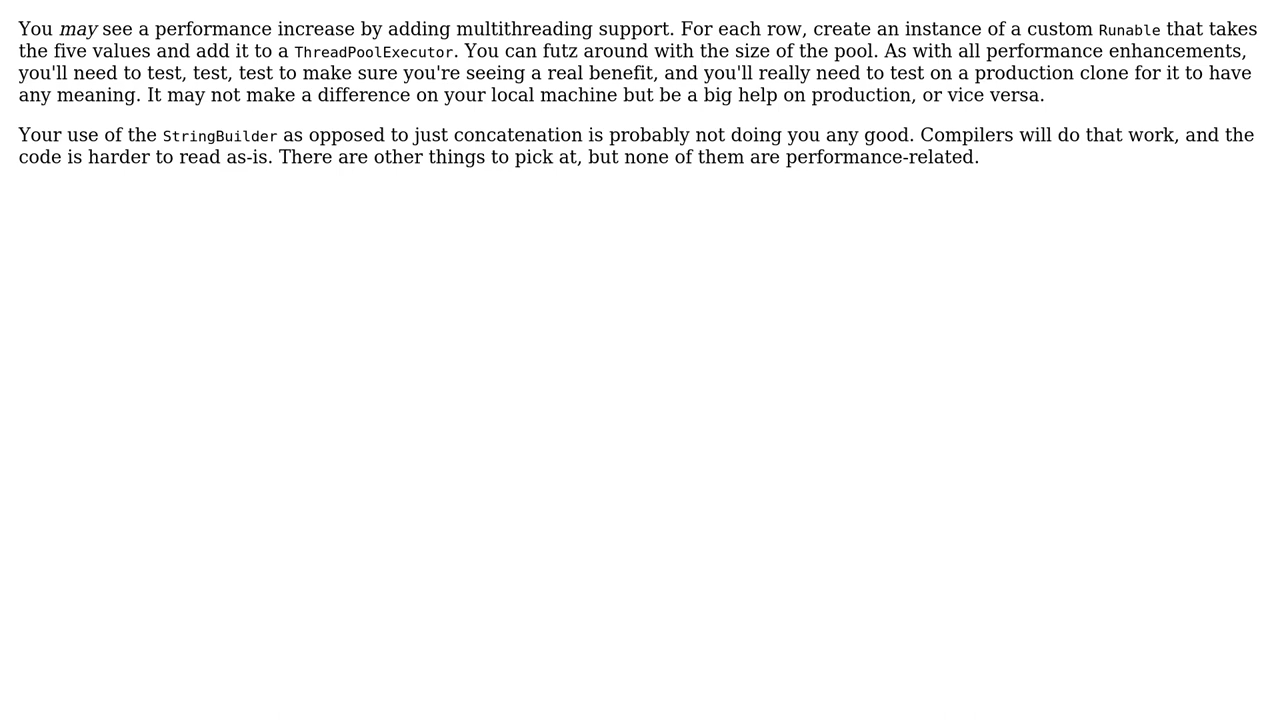 You may see a performance increase by adding multithreading support. For each row, create an instance of a custom Runable that takes
the five values and add it to a ThreadPoolExecutor. You can futz around with the size of the pool. As with all performance enhancements,
you'll need to test, test, test to make sure you're seeing a real benefit, and you'll really need to test on a production clone for it to have
any meaning. It may not make a difference on your local machine but be a big help on production, or vice versa.
Your use of the StringBuilder as opposed to just concatenation is probably not doing you any good. Compilers will do that work, and the
code is harder to read as-is. There are other things to pick at, but none of them are performance-related.